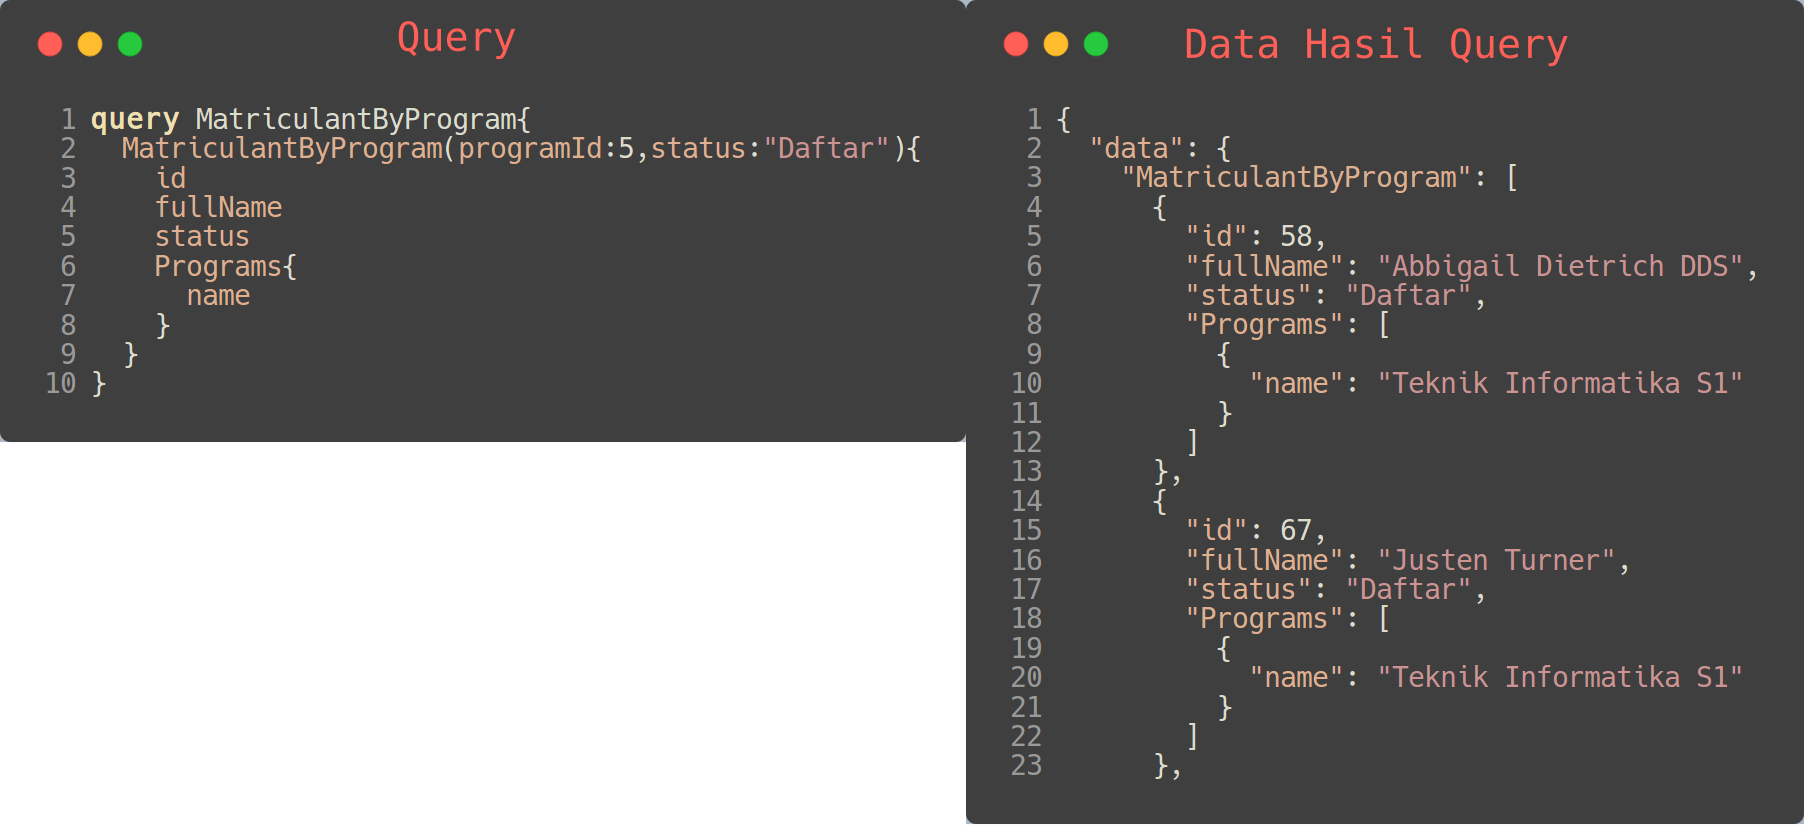 Query
1 query MatriculantByProgram{
2   MatriculantByProgram(programId:5,status:"Daftar"){
3     id
4     fullName
5     status
6     Programs{
7       name
8     }
9   }
10 }
Data Hasil Query
1 {
2   "data": {
3     "MatriculantByProgram": [
4       {
5         "id": 58,
6         "fullName": "Abbigail Dietrich DDS",
7         "status": "Daftar",
8         "Programs": [
9           {
10             "name": "Teknik Informatika S1"
11           }
12         ]
13       },
14       {
15         "id": 67,
16         "fullName": "Justen Turner",
17         "status": "Daftar",
18         "Programs": [
19           {
20             "name": "Teknik Informatika S1"
21           }
22         ]
23       },